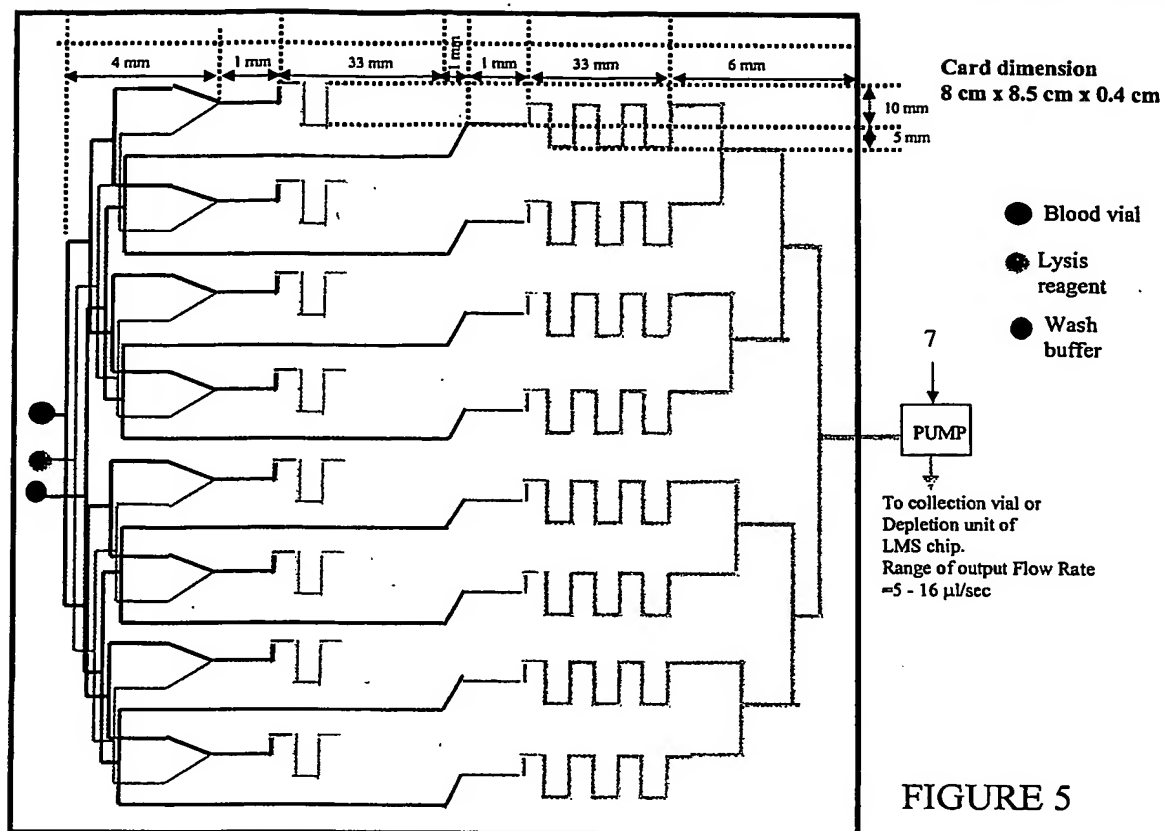 4 mm
1 mm
33 mm
1 mm
1 mm
33 mm
6 mm
Card dimension
8 cm x 8.5 cm x 0.4 cm
10 mm
5 mm
Blood vial
Lysis
reagent
Wash
buffer
7
PUMP
To collection vial or
Depletion unit of
LMS chip.
Range of output Flow Rate
=5 - 16 µl/sec
FIGURE 5